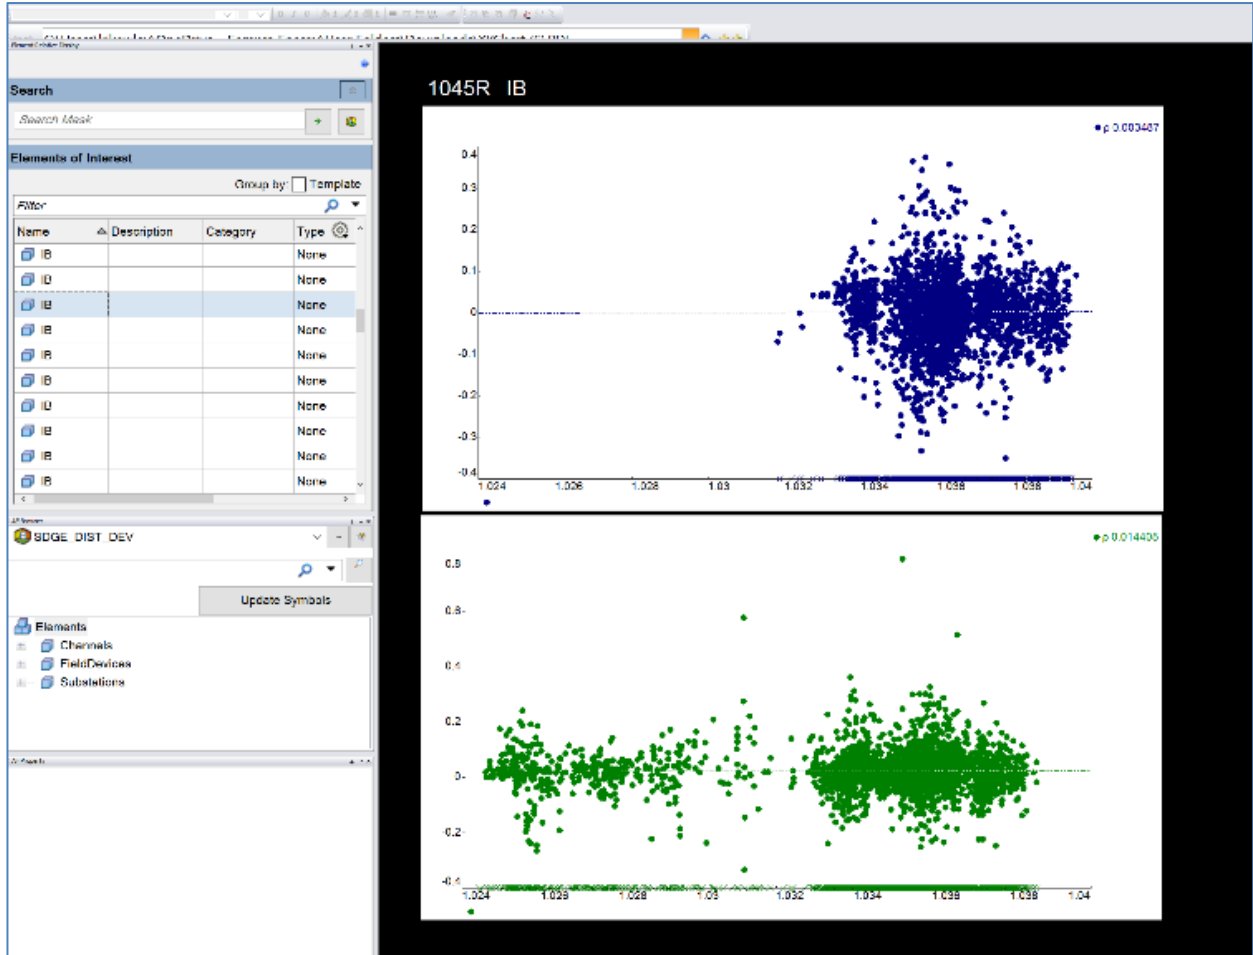 Search
Search Mask
Elements of Interest
Group by: Template
Filter
Name Description Category Type
IB None
IB None
IB None
IB None
IB None
IB None
IB None
IB None
IB None
IB None
SDGE_DIST_DEV
Update Symbols
Elements
Channels
FieldDevices
Substations
1045R IB
ρ 0.003487
0.4
0.3
0.2
0.1
0
-0.1
-0.2
-0.3
-0.4
1.024 1.026 1.028 1.03 1.032 1.034 1.036 1.038 1.04
ρ 0.014405
0.8
0.6
0.4
0.2
0
-0.2
-0.4
1.024 1.026 1.028 1.03 1.032 1.034 1.036 1.038 1.04